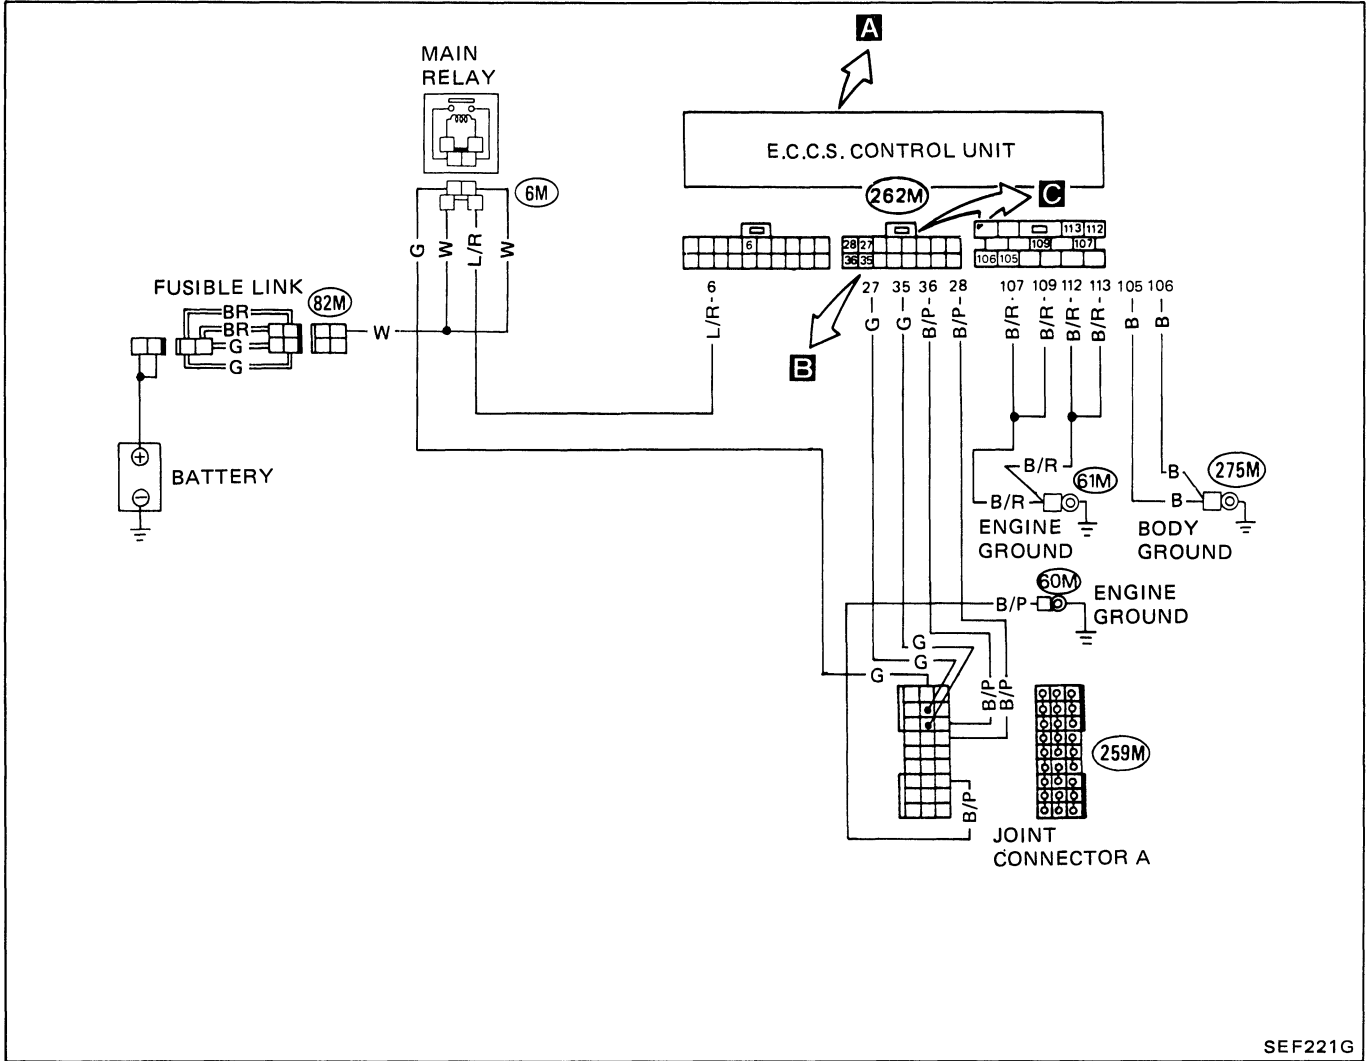 A
MAIN
RELAY
E.C.C.S. CONTROL UNIT
6M
262M
C
G
W
L/R
W
6
28 27
36 35
113 112
109 107
106 105
FUSIBLE LINK
82M
BR
BR
G
G
W
6
27
35
36
28
107
109
112
113
105
106
L/R
G
G
B/P
B/P
B/R
B/R
B/R
B/R
B
B
B
BATTERY
B/R
B/R
61M
ENGINE
GROUND
B
B
275M
BODY
GROUND
60M
B/P
ENGINE
GROUND
G
G
G
B/P
B/P
B/P
259M
JOINT
CONNECTOR A
SEF221G